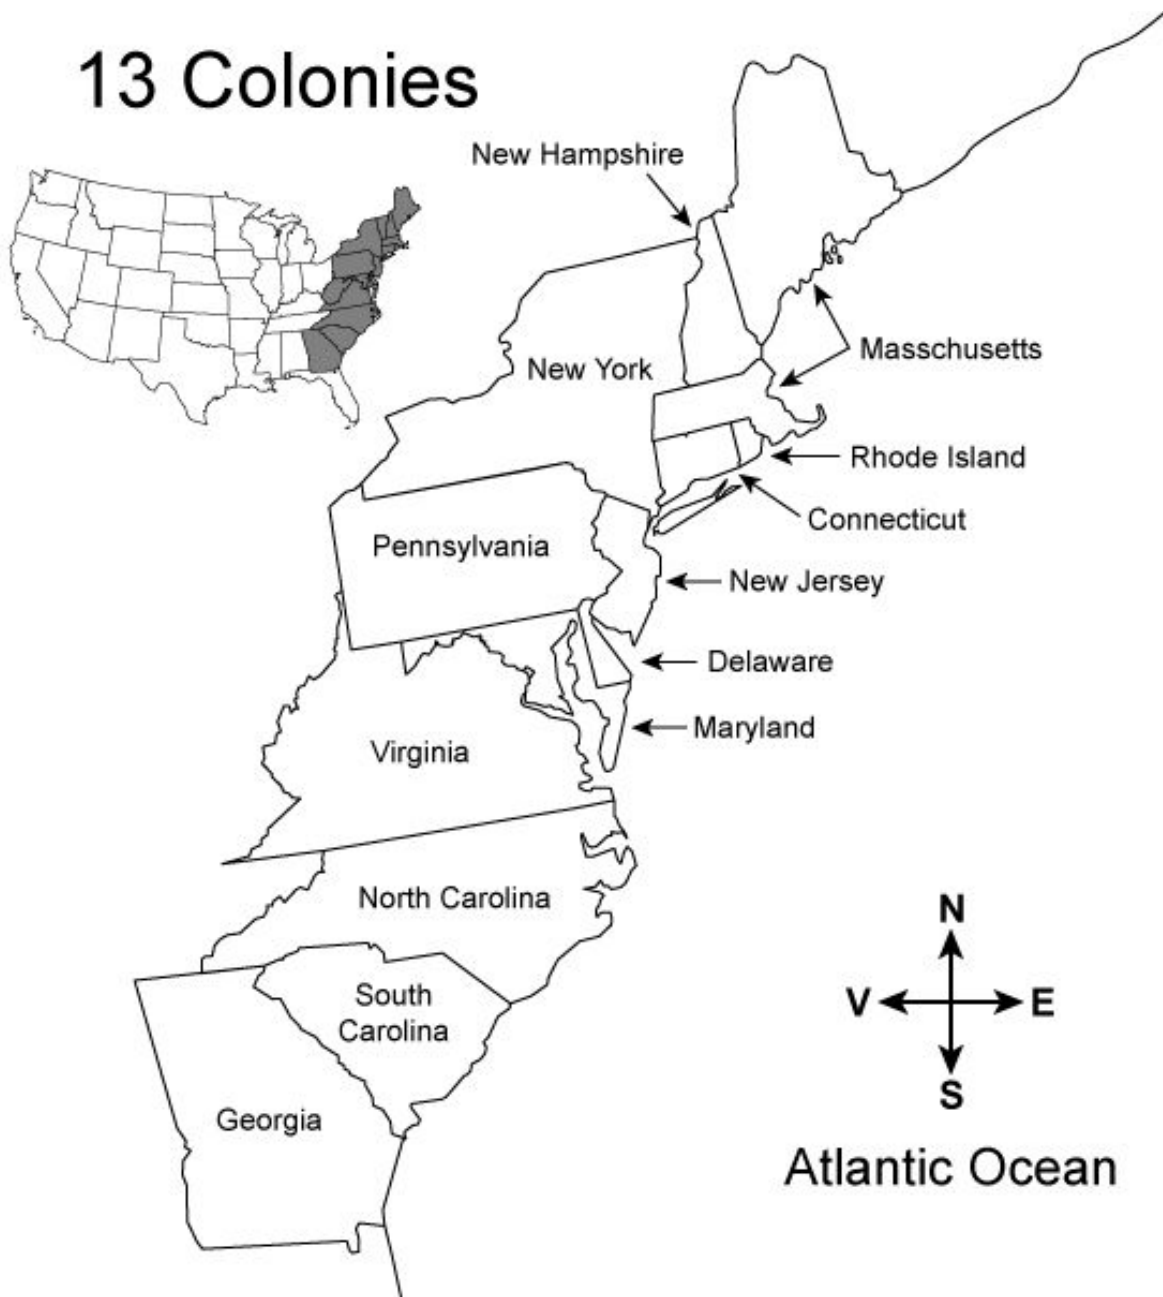 13 Colonies
New Hampshire
Masschusetts
New York
Rhode Island
Connecticut
Pennsylvania
New Jersey
Delaware
Maryland
Virginia
North Carolina
South
Carolina
Georgia
N
V
E
S
Atlantic Ocean